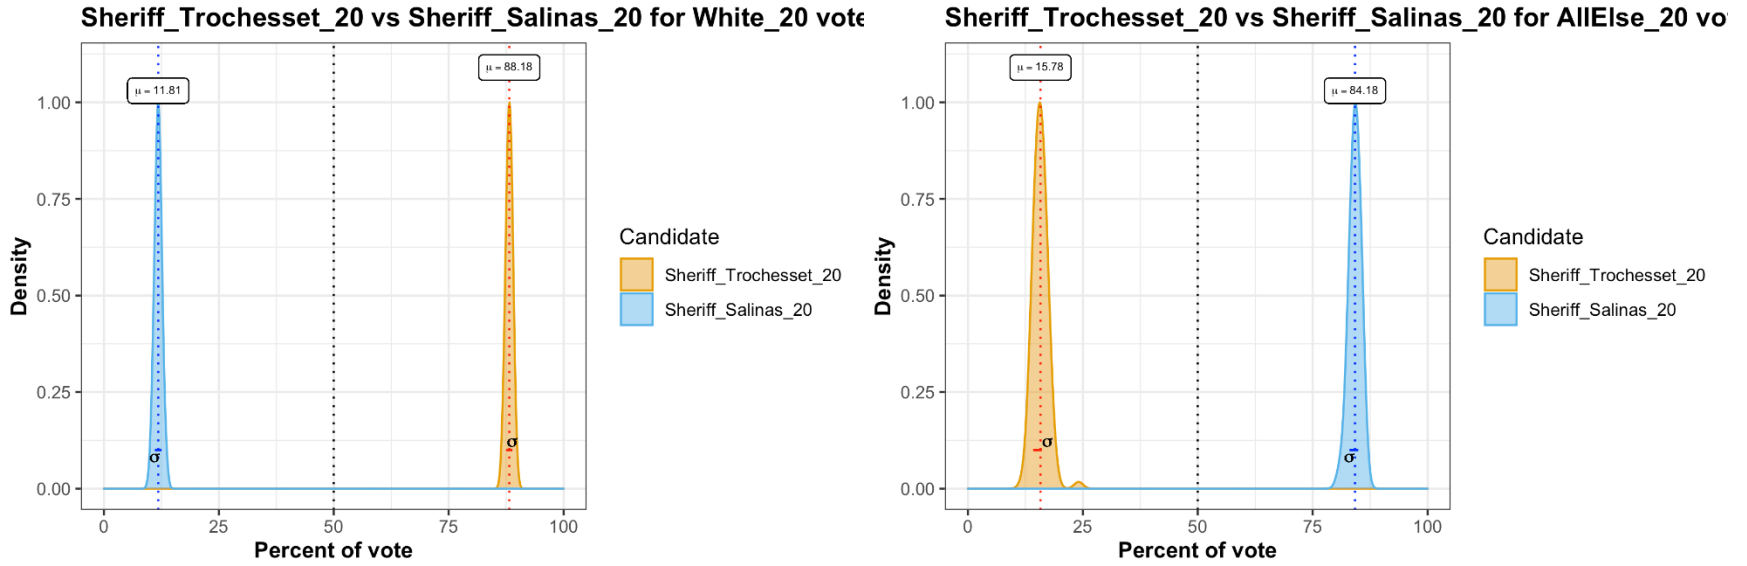 Sheriff_Trochesset_20 vs Sheriff_Salinas_20 for White_20 vote
μ = 11.81
μ = 88.18
1.00
0.75
0.50
0.25
0.00
Density
σ
σ
0 25 50 75 100
Percent of vote
Candidate
Sheriff_Trochesset_20
Sheriff_Salinas_20
Sheriff_Trochesset_20 vs Sheriff_Salinas_20 for AllElse_20 vo
μ = 15.78
μ = 84.18
1.00
0.75
0.50
0.25
0.00
Density
σ
σ
0 25 50 75 100
Percent of vote
Candidate
Sheriff_Trochesset_20
Sheriff_Salinas_20